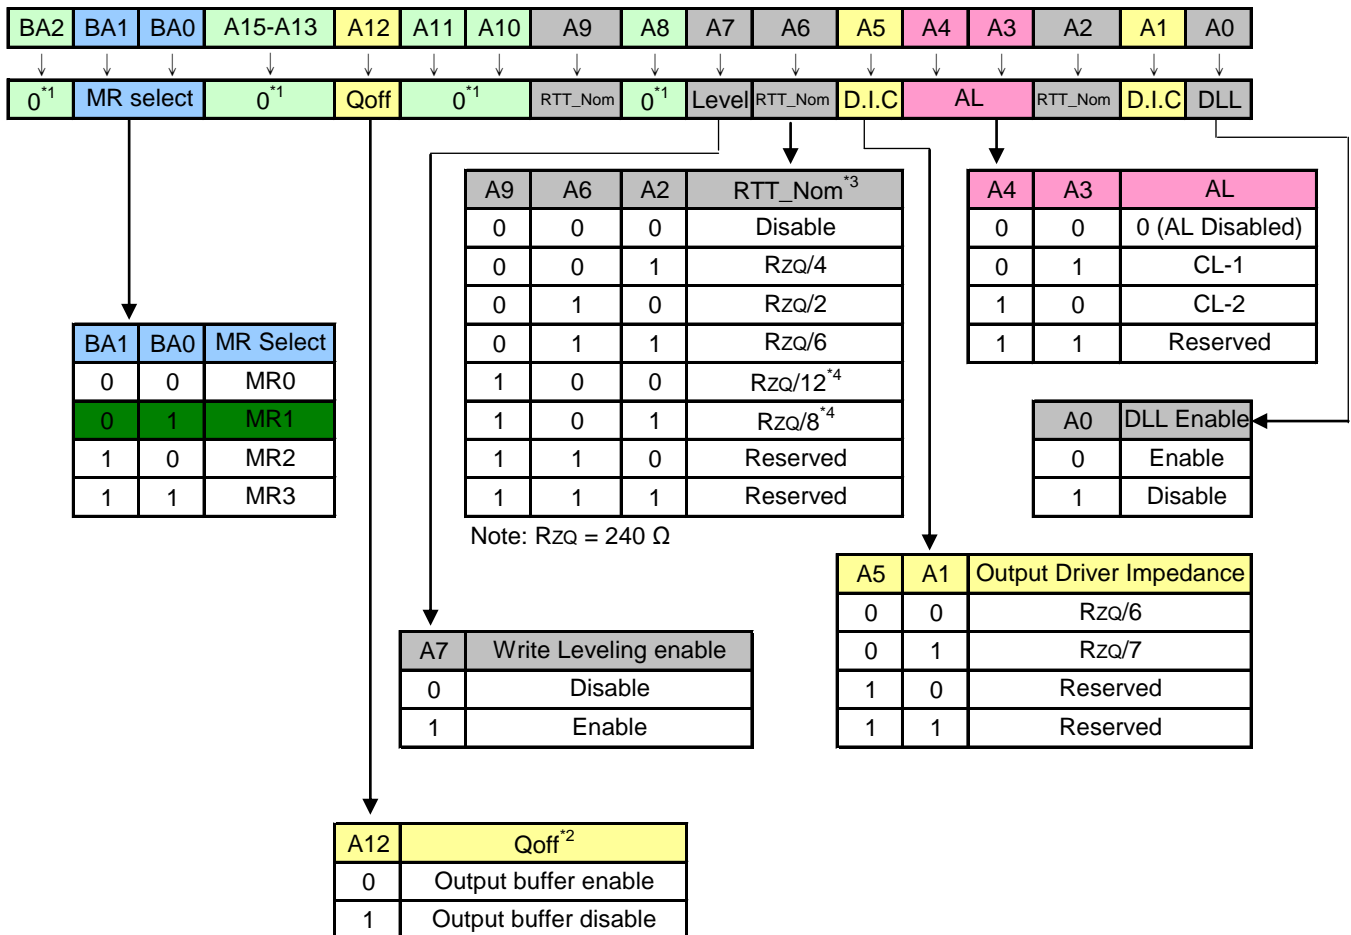 BA2 BA1 BA0 A15-A13 A12 A11 A10 A9 A8 A7 A6 A5 A4 A3 A2 A1 A0
0*1 MR select 0*1 Qoff 0*1 RTT_Nom 0*1 Level RTT_Nom D.I.C AL RTT_Nom D.I.C DLL
A9 A6 A2 RTT_Nom*3
0 0 0 Disable
0 0 1 RZQ/4
0 1 0 RZQ/2
0 1 1 RZQ/6
1 0 0 RZQ/12*4
1 0 1 RZQ/8*4
1 1 0 Reserved
1 1 1 Reserved
Note: RZQ = 240 Ω
A4 A3 AL
0 0 0 (AL Disabled)
0 1 CL-1
1 0 CL-2
1 1 Reserved
BA1 BA0 MR Select
0 0 MR0
0 1 MR1
1 0 MR2
1 1 MR3
A0 DLL Enable
0 Enable
1 Disable
A5 A1 Output Driver Impedance
0 0 RZQ/6
0 1 RZQ/7
1 0 Reserved
1 1 Reserved
A7 Write Leveling enable
0 Disable
1 Enable
A12 Qoff*2
0 Output buffer enable
1 Output buffer disable